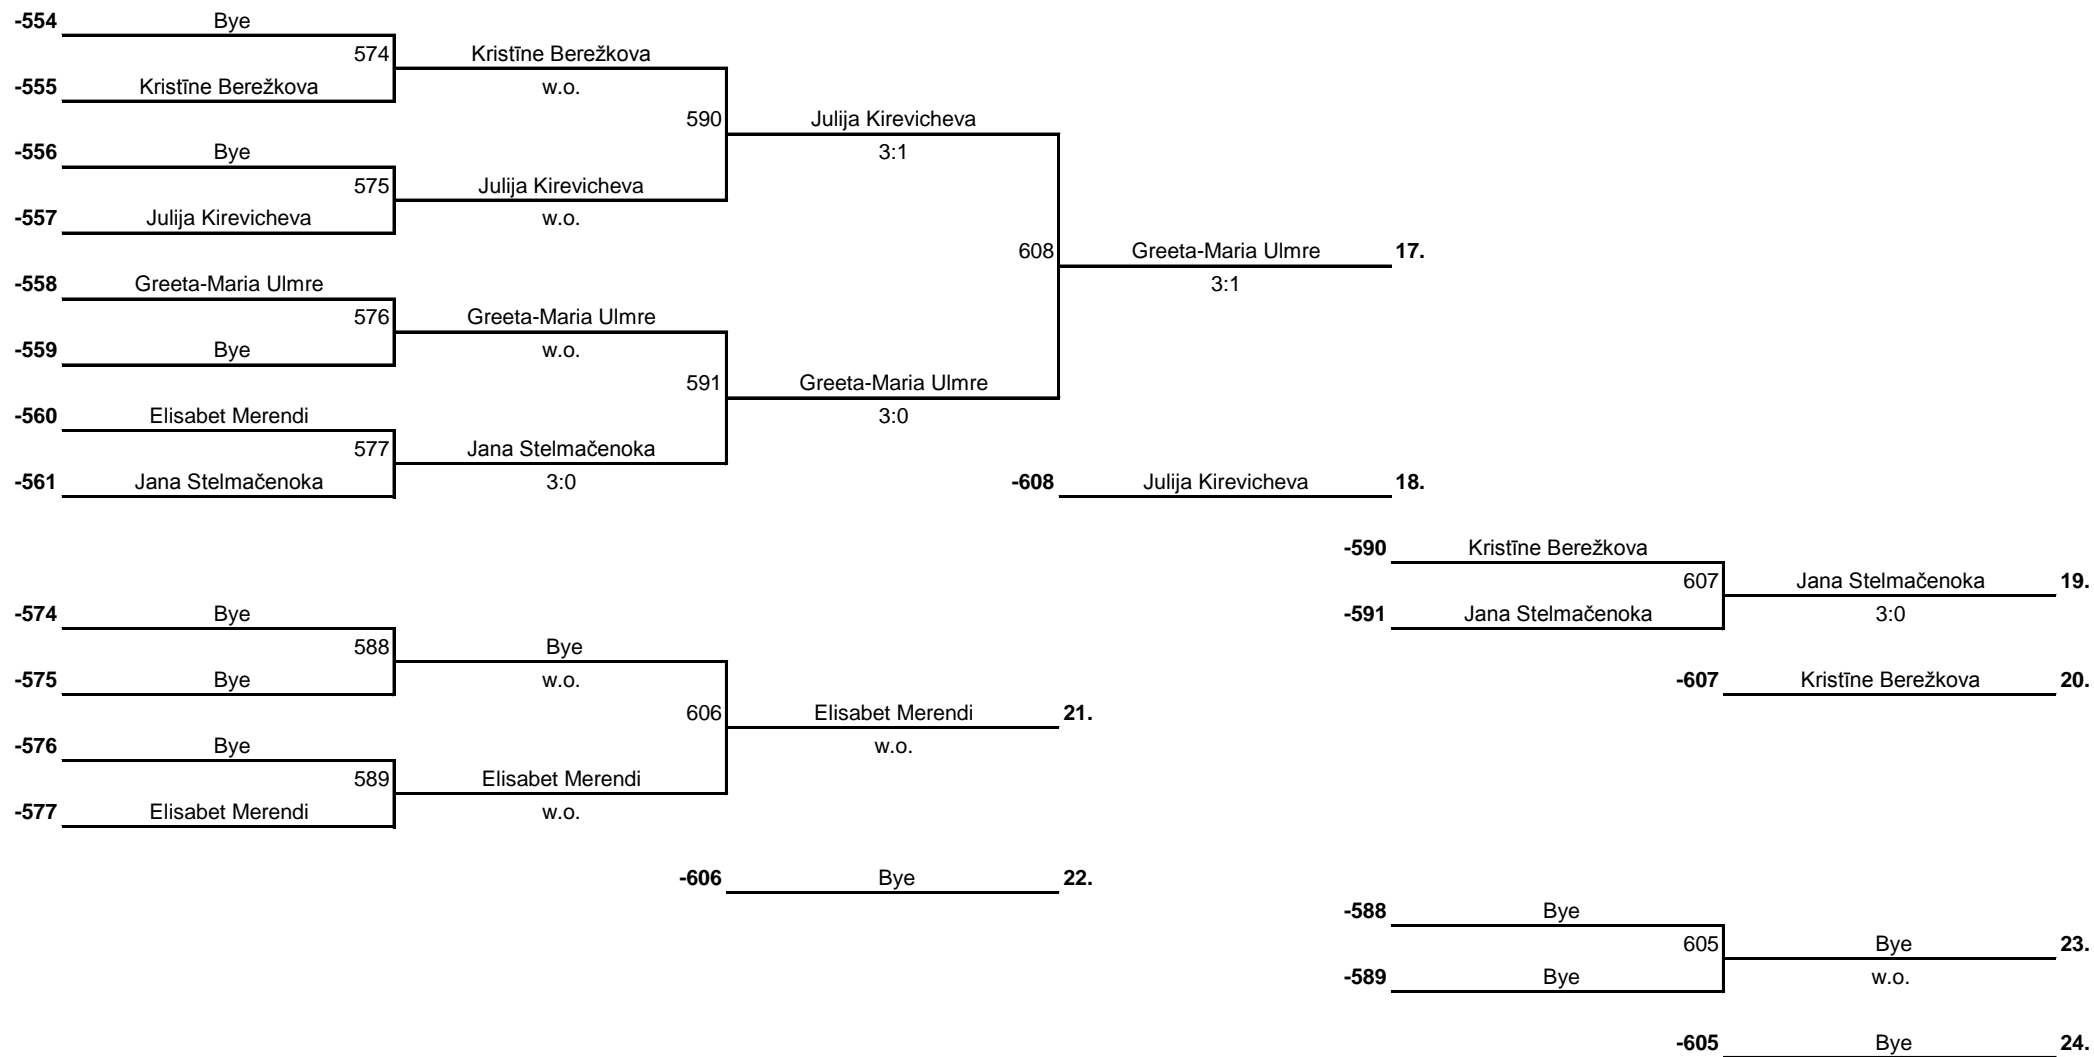 -554 Bye
574 Kristīne Berežkova
-555 Kristīne Berežkova w.o.
590 Julija Kirevicheva
-556 Bye 3:1
575 Julija Kirevicheva
-557 Julija Kirevicheva w.o.
608 Greeta-Maria Ulmre 17.
-558 Greeta-Maria Ulmre 3:1
576 Greeta-Maria Ulmre
-559 Bye w.o.
591 Greeta-Maria Ulmre
-560 Elisabet Merendi 3:0
577 Jana Stelmačenoka
-561 Jana Stelmačenoka 3:0 -608 Julija Kirevicheva 18.
-590 Kristīne Berežkova
607 Jana Stelmačenoka 19.
-574 Bye -591 Jana Stelmačenoka 3:0
588 Bye
-575 Bye w.o. -607 Kristīne Berežkova 20.
606 Elisabet Merendi 21.
-576 Bye w.o.
589 Elisabet Merendi
-577 Elisabet Merendi w.o.
-606 Bye 22.
-588 Bye
605 Bye 23.
-589 Bye w.o.
-605 Bye 24.